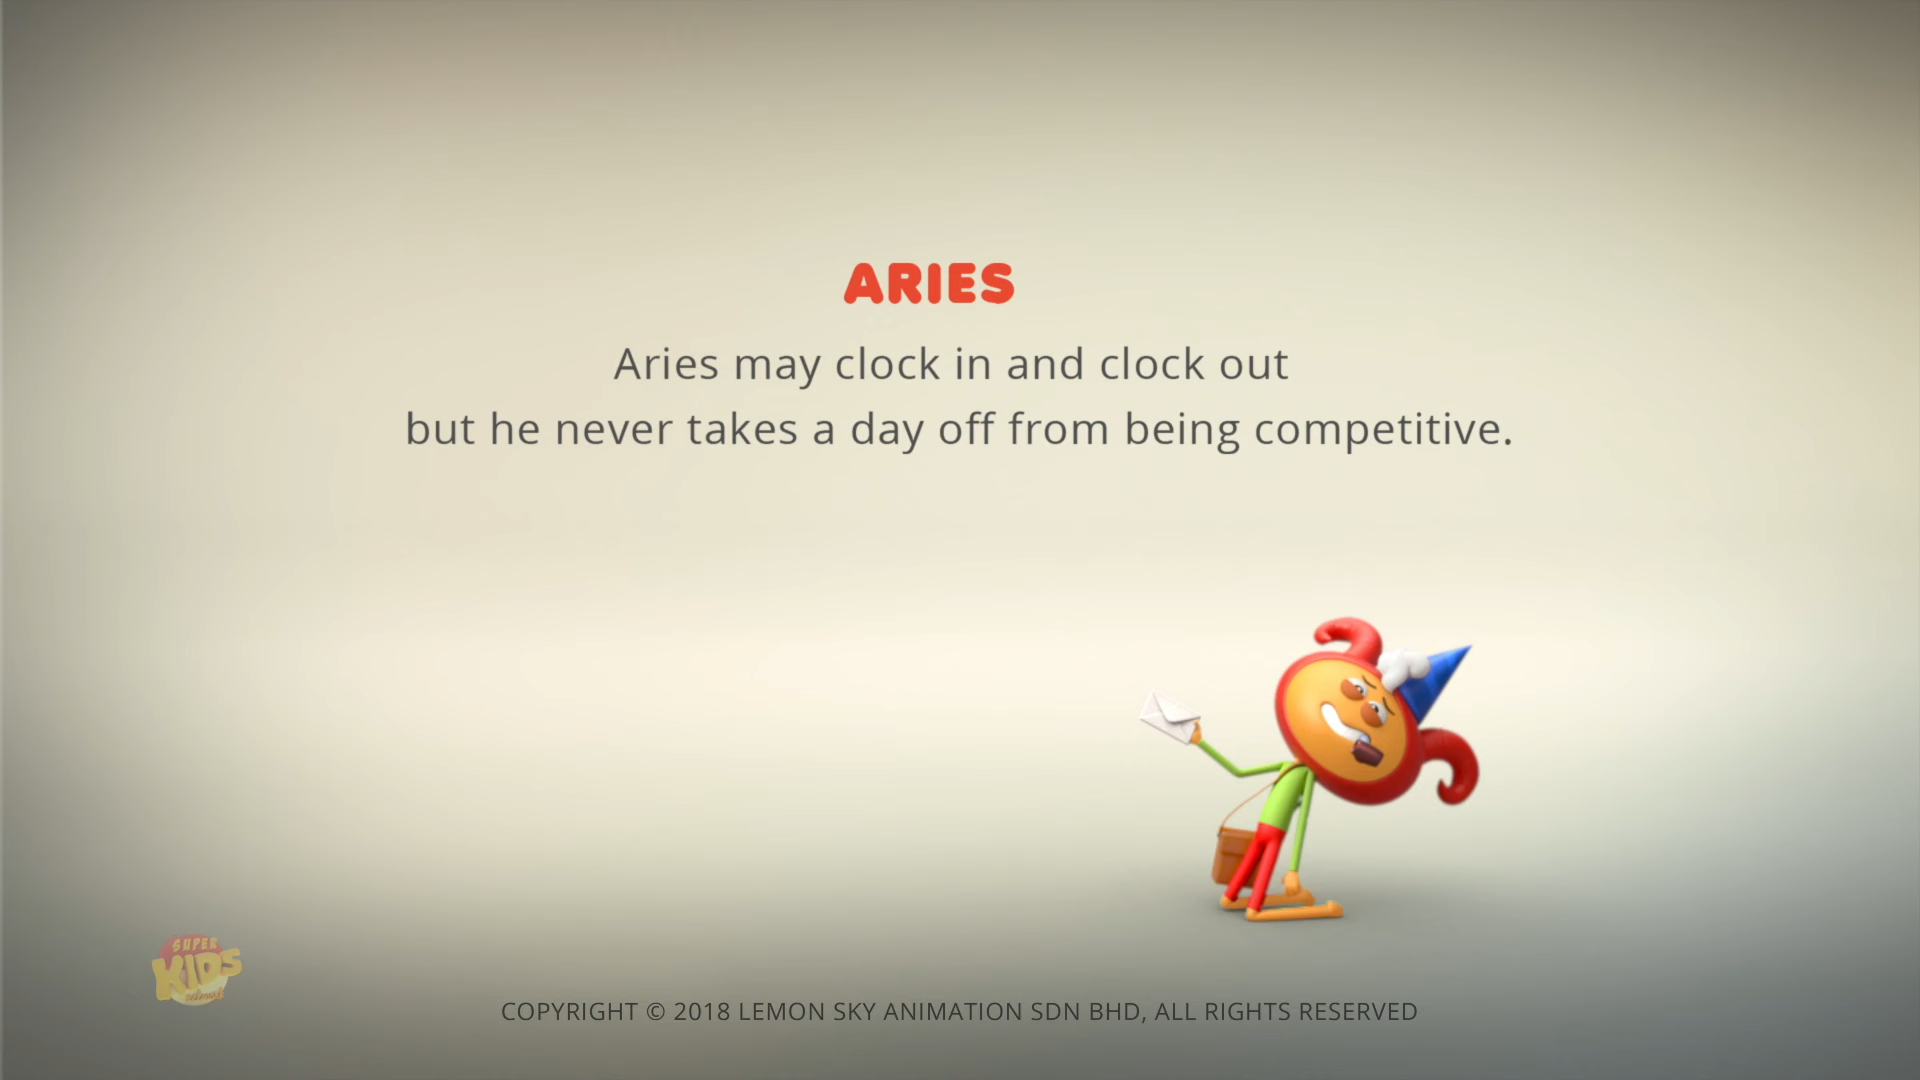 ARIES
Aries may clock in and clock out
but he never takes a day off from being competitive.
SUPER
KIDS
COPYRIGHT © 2018 LEMON SKY ANIMATION SDN BHD, ALL RIGHTS RESERVED